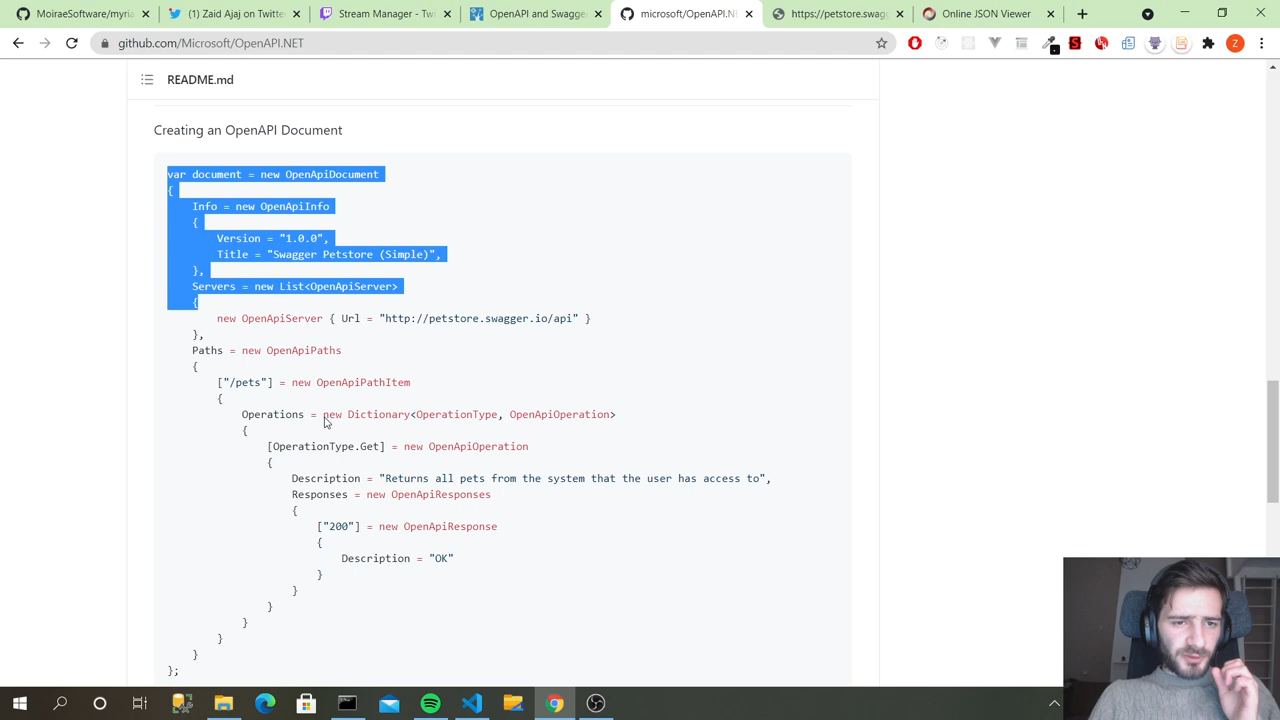 MoiraeSoftware/myria
(1) Zaid Ajaj on Twitter
Stream Manager - Tw
OpenAPI and Swagge
microsoft/OpenAPI.N
https://petstore.swagg
Online JSON Viewer
github.com/Microsoft/OpenAPI.NET
Z
README.md
Creating an OpenAPI Document
var document = new OpenApiDocument
{
Info = new OpenApiInfo
{
Version = "1.0.0",
Title = "Swagger Petstore (Simple)",
},
Servers = new List<OpenApiServer>
{
new OpenApiServer { Url = "http://petstore.swagger.io/api" }
},
Paths = new OpenApiPaths
{
["/pets"] = new OpenApiPathItem
{
Operations = new Dictionary<OperationType, OpenApiOperation>
{
[OperationType.Get] = new OpenApiOperation
{
Description = "Returns all pets from the system that the user has access to",
Responses = new OpenApiResponses
{
["200"] = new OpenApiResponse
{
Description = "OK"
}
}
}
}
}
}
};